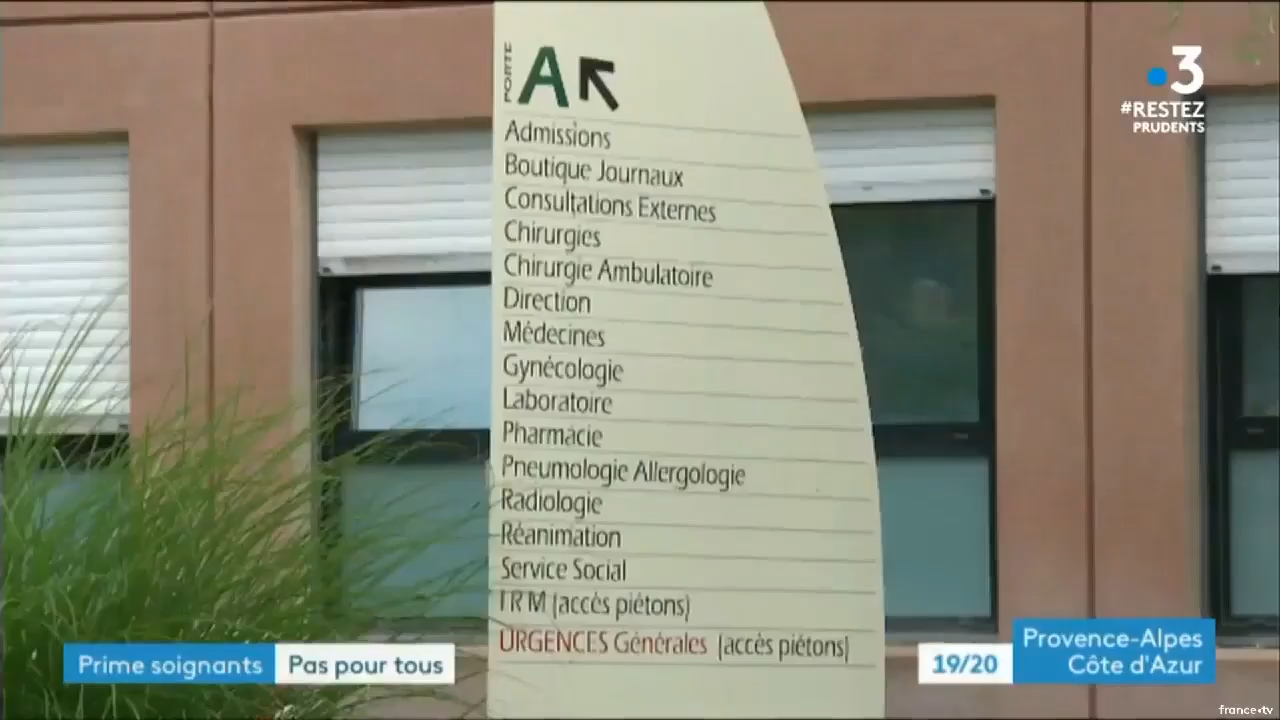 PORTE A
Admissions
Boutique Journaux
Consultations Externes
Chirurgies
Chirurgie Ambulatoire
Direction
Médecines
Gynécologie
Laboratoire
Pharmacie
Pneumologie Allergologie
Radiologie
Réanimation
Service Social
I R M (accès piétons)
URGENCES Générales (accès piétons)
3
#RESTEZ
PRUDENTS
Prime soignants Pas pour tous
19/20 Provence-Alpes
Côte d'Azur
france•tv